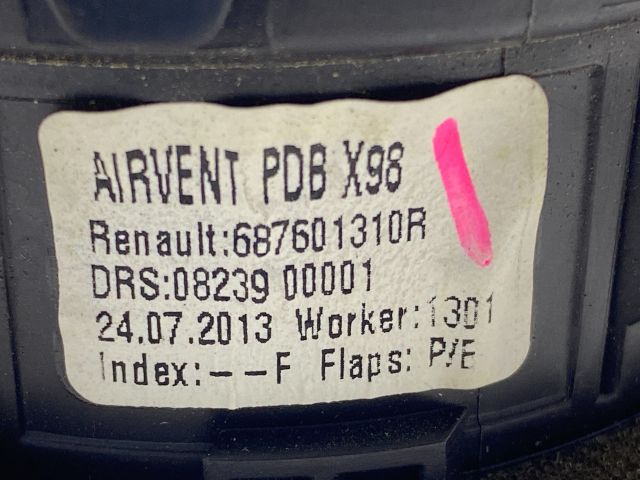 AIRVENT PDB X98
Renault:687601310R
DRS:08239 00001
24.07.2013 Worker:1301
Index:--F Flaps: P/E